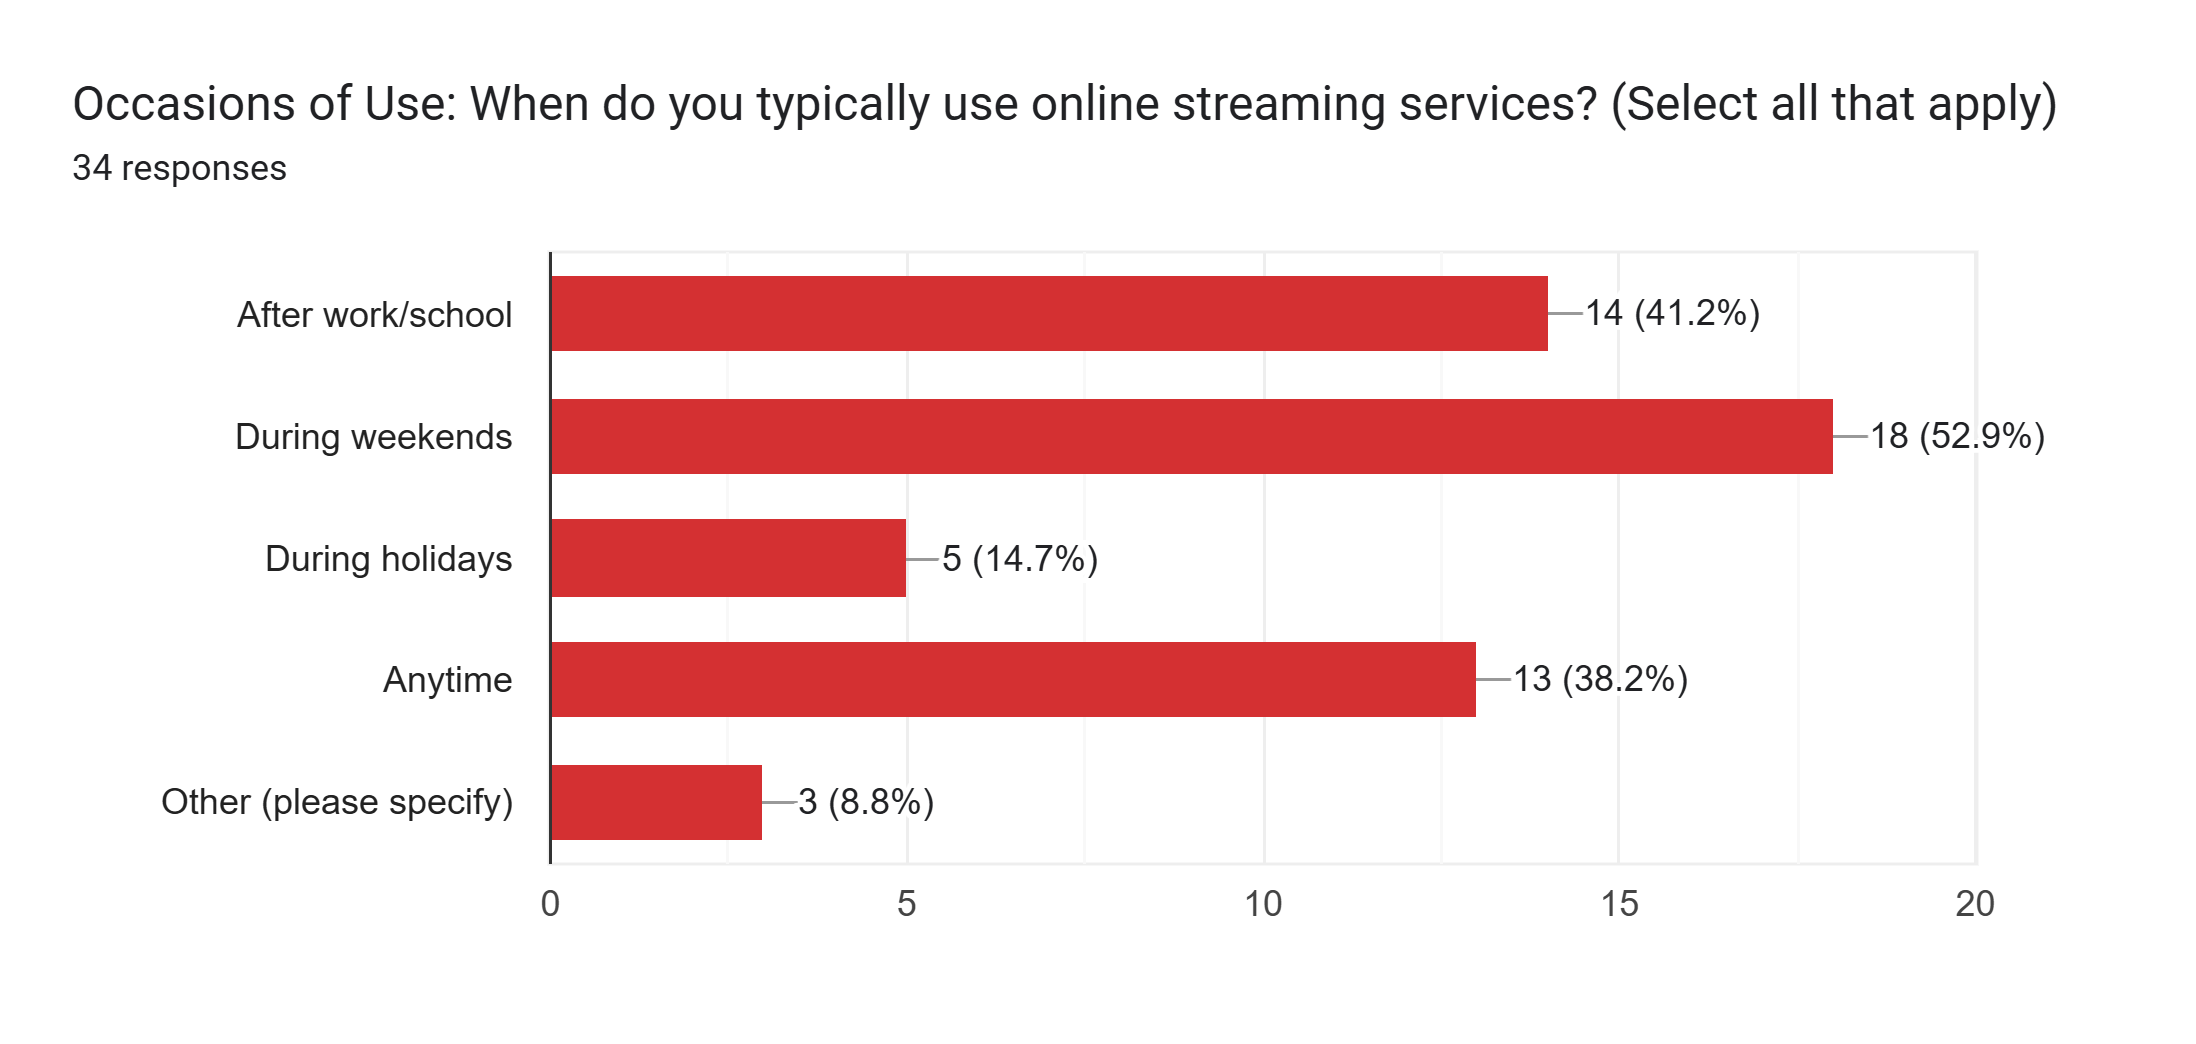 Occasions of Use: When do you typically use online streaming services? (Select all that apply)
34 responses
After work/school
14 (41.2%)
During weekends
18 (52.9%)
During holidays
5 (14.7%)
Anytime
13 (38.2%)
Other (please specify)
3 (8.8%)
0 5 10 15 20